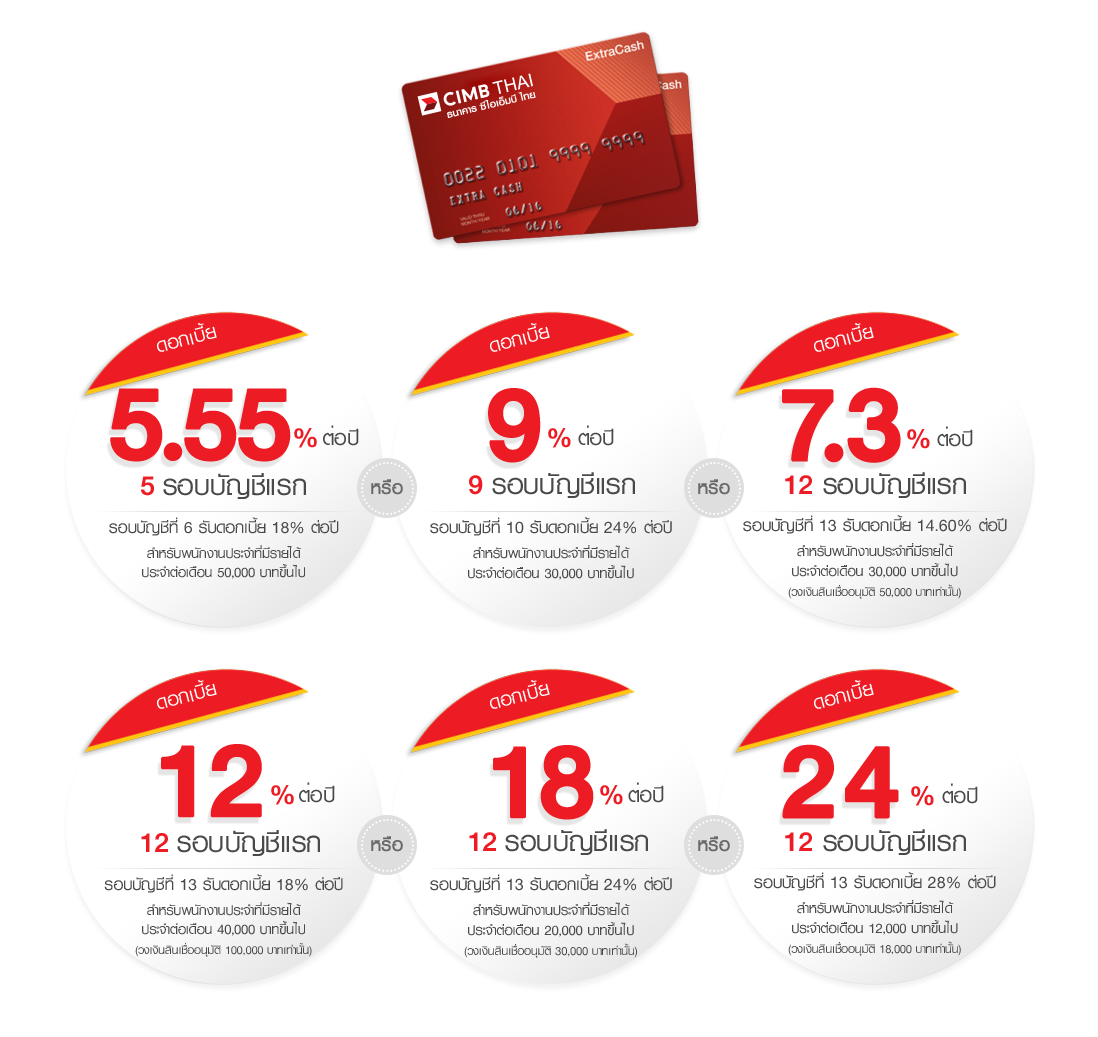 ExtraCash
CIMB THAI
ธนาคาร ซีไอเอ็มบี ไทย
0022 0101 9999 9999
EXTRA CASH
VALID THRU
MONTH/YEAR
06/16
Cash
MONTH/YEAR
06/16
ดอกเบี้ย
5.55% ต่อปี
5 รอบบัญชีแรก
รอบบัญชีที่ 6 รับดอกเบี้ย 18% ต่อปี
สำหรับพนักงานประจำที่มีรายได้
ประจำต่อเดือน 50,000 บาทขึ้นไป
หรือ
ดอกเบี้ย
9% ต่อปี
9 รอบบัญชีแรก
รอบบัญชีที่ 10 รับดอกเบี้ย 24% ต่อปี
สำหรับพนักงานประจำที่มีรายได้
ประจำต่อเดือน 30,000 บาทขึ้นไป
หรือ
ดอกเบี้ย
7.3% ต่อปี
12 รอบบัญชีแรก
รอบบัญชีที่ 13 รับดอกเบี้ย 14.60% ต่อปี
สำหรับพนักงานประจำที่มีรายได้
ประจำต่อเดือน 30,000 บาทขึ้นไป
(วงเงินสินเชื่ออนุมัติ 50,000 บาทเท่านั้น)
ดอกเบี้ย
12% ต่อปี
12 รอบบัญชีแรก
รอบบัญชีที่ 13 รับดอกเบี้ย 18% ต่อปี
สำหรับพนักงานประจำที่มีรายได้
ประจำต่อเดือน 40,000 บาทขึ้นไป
(วงเงินสินเชื่ออนุมัติ 100,000 บาทเท่านั้น)
หรือ
ดอกเบี้ย
18% ต่อปี
12 รอบบัญชีแรก
รอบบัญชีที่ 13 รับดอกเบี้ย 24% ต่อปี
สำหรับพนักงานประจำที่มีรายได้
ประจำต่อเดือน 20,000 บาทขึ้นไป
(วงเงินสินเชื่ออนุมัติ 30,000 บาทเท่านั้น)
หรือ
ดอกเบี้ย
24% ต่อปี
12 รอบบัญชีแรก
รอบบัญชีที่ 13 รับดอกเบี้ย 28% ต่อปี
สำหรับพนักงานประจำที่มีรายได้
ประจำต่อเดือน 12,000 บาทขึ้นไป
(วงเงินสินเชื่ออนุมัติ 18,000 บาทเท่านั้น)